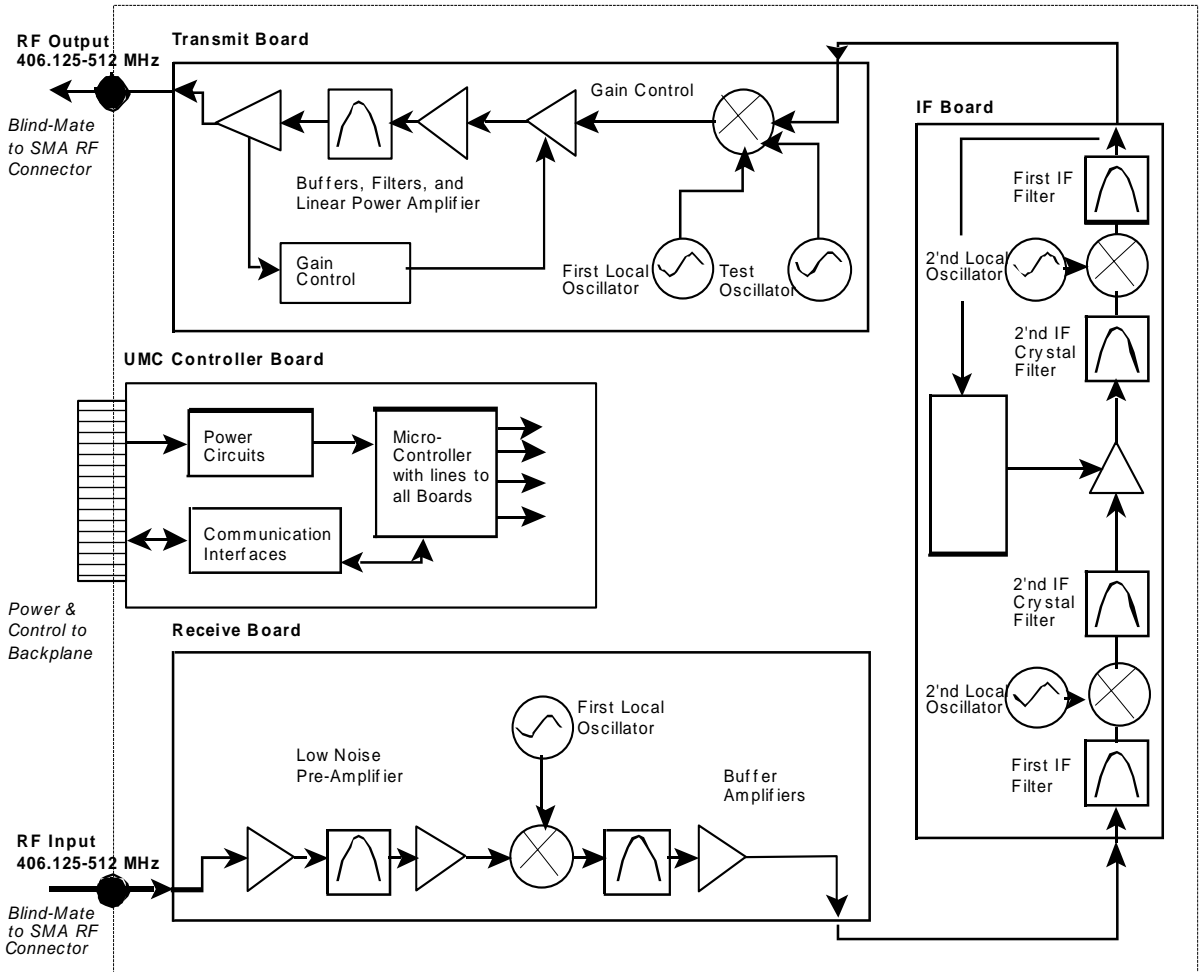 RF Output
406.125-512 MHz
Blind-Mate
to SMA RF
Connector
Transmit Board
Gain Control
Buffers, Filters, and
Linear Power Amplifier
Gain
Control
First Local
Oscillator
Test
Oscillator
IF Board
First IF
Filter
2'nd Local
Oscillator
2'nd IF
Crystal
Filter
2'nd IF
Crystal
Filter
2'nd Local
Oscillator
First IF
Filter
UMC Controller Board
Power
Circuits
Micro-
Controller
with lines to
all Boards
Communication
Interfaces
Power &
Control to
Backplane
Receive Board
First Local
Oscillator
Low Noise
Pre-Amplifier
Buffer
Amplifiers
RF Input
406.125-512 MHz
Blind-Mate
to SMA RF
Connector